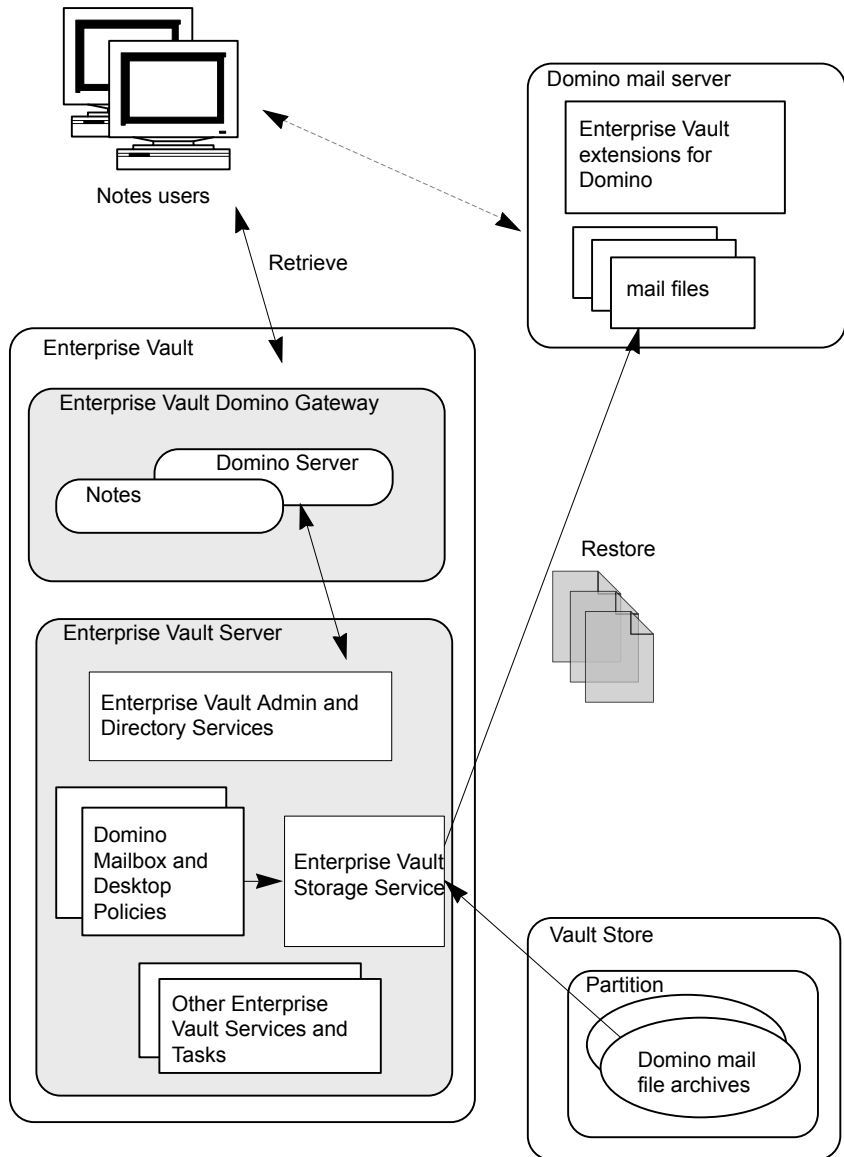 Domino mail server
Enterprise Vault
extensions for
Domino
mail files
Notes users
Retrieve
Enterprise Vault
Enterprise Vault Domino Gateway
Domino Server
Notes
Restore
Enterprise Vault Server
Enterprise Vault Admin and
Directory Services
Domino
Mailbox and
Desktop
Policies
Enterprise Vault
Storage Service
Other Enterprise
Vault Services and
Tasks
Vault Store
Partition
Domino mail
file archives